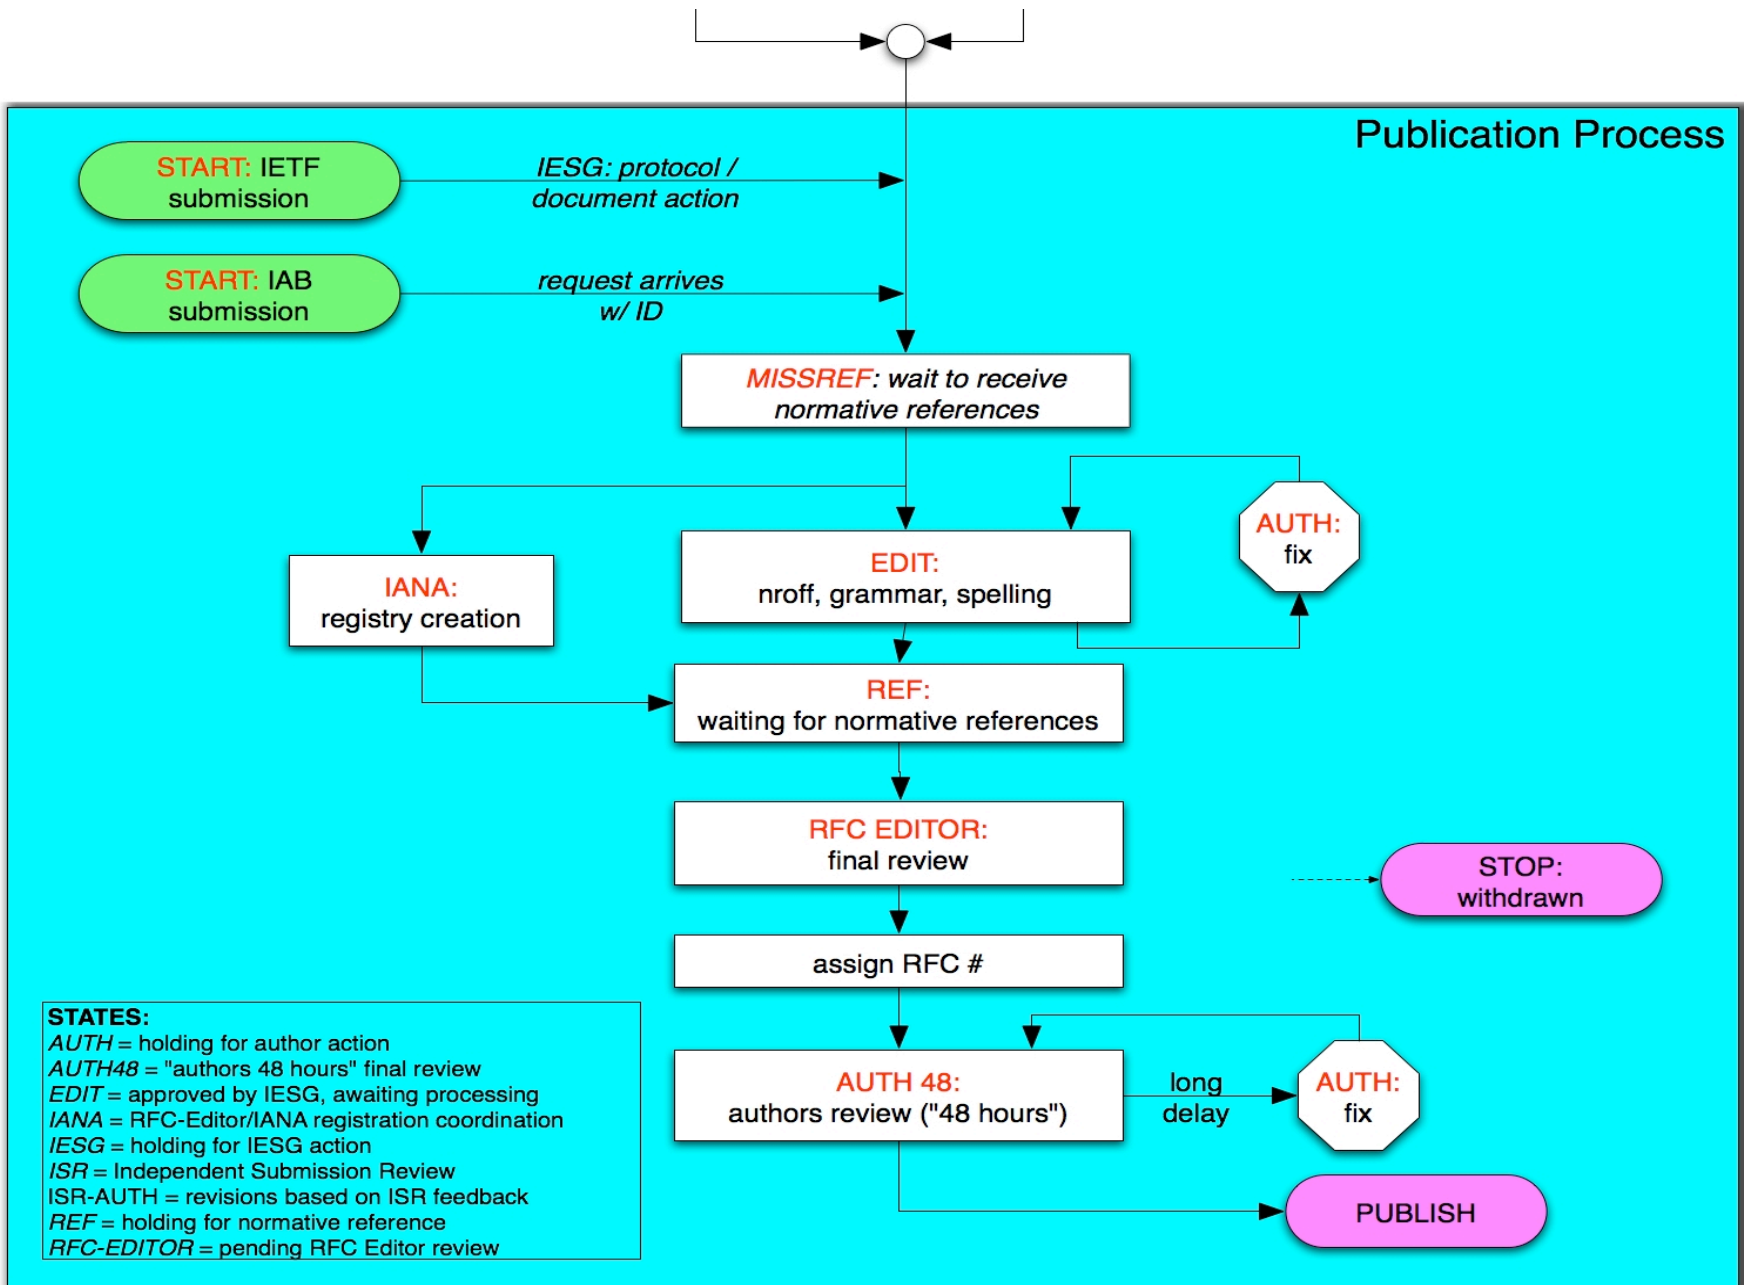 Publication Process
START: IETF
submission
IESG: protocol /
document action
START: IAB
submission
request arrives
w/ ID
MISSREF: wait to receive
normative references
AUTH:
fix
EDIT:
nroff, grammar, spelling
IANA:
registry creation
REF:
waiting for normative references
RFC EDITOR:
final review
STOP:
withdrawn
assign RFC #
AUTH 48:
authors review ("48 hours")
long
delay
AUTH:
fix
PUBLISH
STATES:
AUTH = holding for author action
AUTH48 = "authors 48 hours" final review
EDIT = approved by IESG, awaiting processing
IANA = RFC-Editor/IANA registration coordination
IESG = holding for IESG action
ISR = Independent Submission Review
ISR-AUTH = revisions based on ISR feedback
REF = holding for normative reference
RFC-EDITOR = pending RFC Editor review